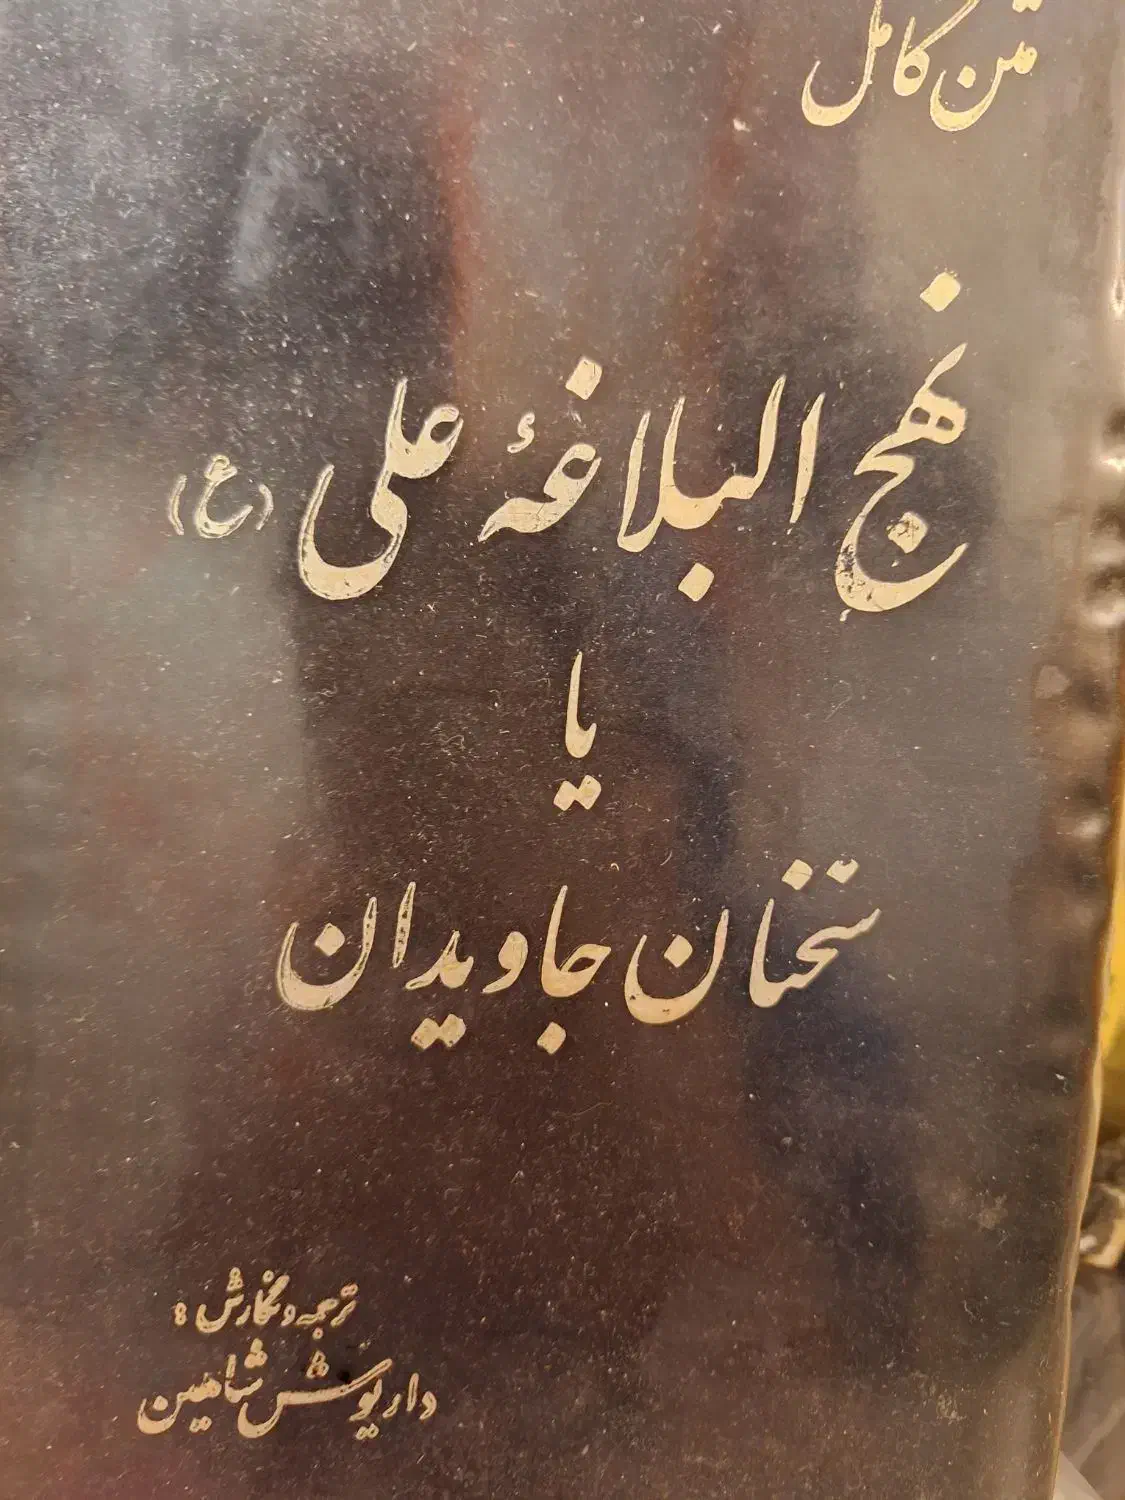 متن کامل
نهج البلاغهٔ علی (ع)
یا
سخنان جاویدان
ترجمه و نگارش :
داریوش شاهین